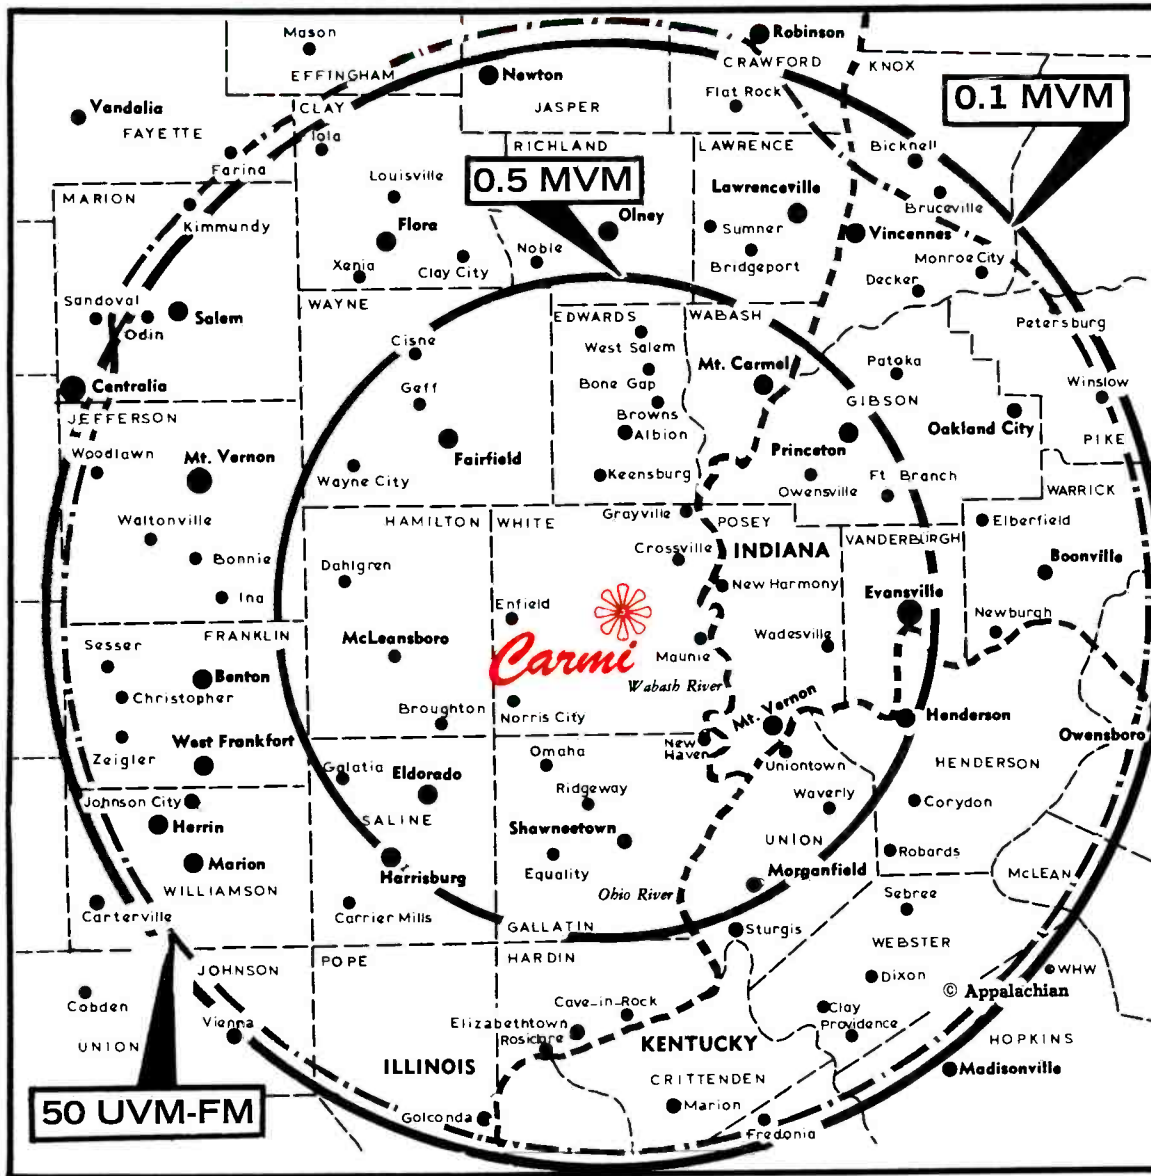 Mason
Robinson
EFFINGHAM
Newton
CRAWFORD
KNOX
Vandalia
FAYETTE
CLAY
JASPER
Flat Rock
0.1 MVM
Iola
RICHLAND
LAWRENCE
Bicknell
Farina
MARION
Louisville
0.5 MVM
Lawrenceville
Bruceville
Kimmundy
Flora
Olney
Sumner
Vincennes
Xenia
Clay City
Noble
Bridgeport
Monroe City
Decker
Sandoval
Odin
Salem
WAYNE
EDWARDS
WABASH
Petersburg
Cisne
West Salem
Patoka
Centralia
Geff
Bone Gap
Mt. Carmel
Winslow
JEFFERSON
Browns
GIBSON
Albion
Oakland City
PIKE
Woodlawn
Mt. Vernon
Fairfield
Princeton
Wayne City
Keensburg
Owensville
Ft Branch
WARRICK
Waltonville
HAMILTON
WHITE
Grayville
POSEY
Elberfield
Crossville
INDIANA
VANDERBURGH
Bonnie
Dahlgren
New Harmony
Boonville
Ina
Enfield
Evansville
Newburgh
FRANKLIN
Sesser
McLeansboro
Carmi
Maunie
Wadesville
Benton
Christopher
Wabash River
Norris City
Broughton
Mt. Vernon
Henderson
West Frankfort
Zeigler
Omaha
New
Haven
Owensboro
Galatia
Eldorado
Uniontown
HENDERSON
Johnson City
Ridgeway
Waverly
Corydon
Herrin
SALINE
Shawneetown
UNION
Marion
Harrisburg
Equality
Robards
WILLIAMSON
Morganfield
McLEAN
Ohio River
Sebree
Carterville
Carrier Mills
GALLATIN
Sturgis
WEBSTER
JOHNSON
POPE
HARDIN
Dixon
WHW
© Appalachian
Cobden
Cave-in-Rock
Clay
Vienna
Elizabethtown
Rosiclare
Providence
UNION
ILLINOIS
KENTUCKY
HOPKINS
Madisonville
CRITTENDEN
50 UVM-FM
Golconda
Marion
Fredonia